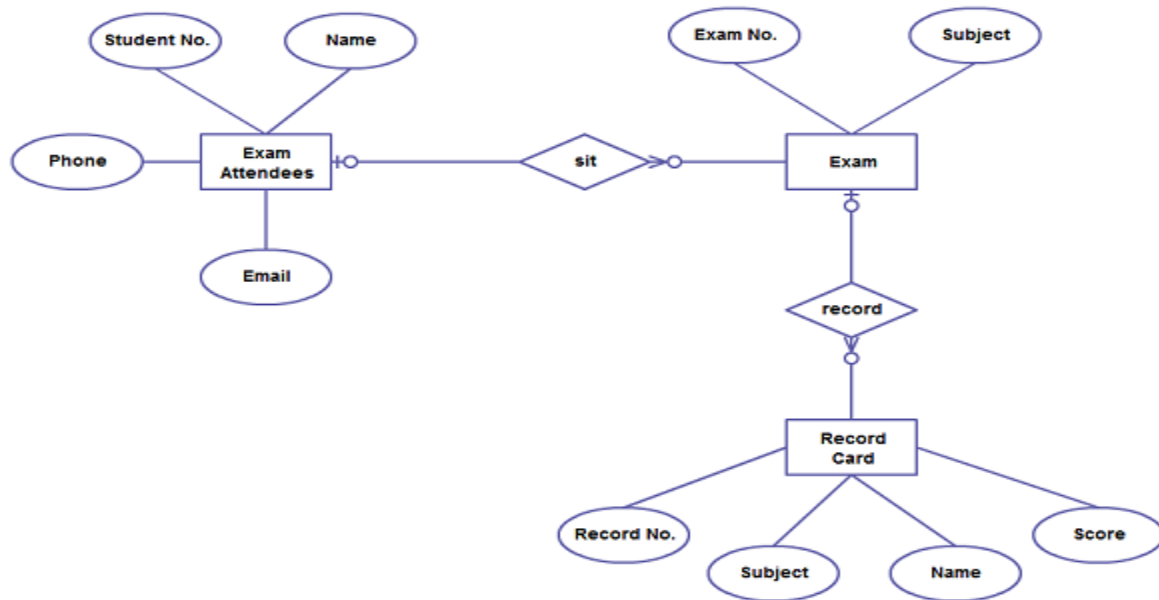 Student No.
Name
Exam No.
Subject
Phone
Exam
Attendees
sit
Exam
Email
record
Record
Card
Record No.
Score
Subject
Name